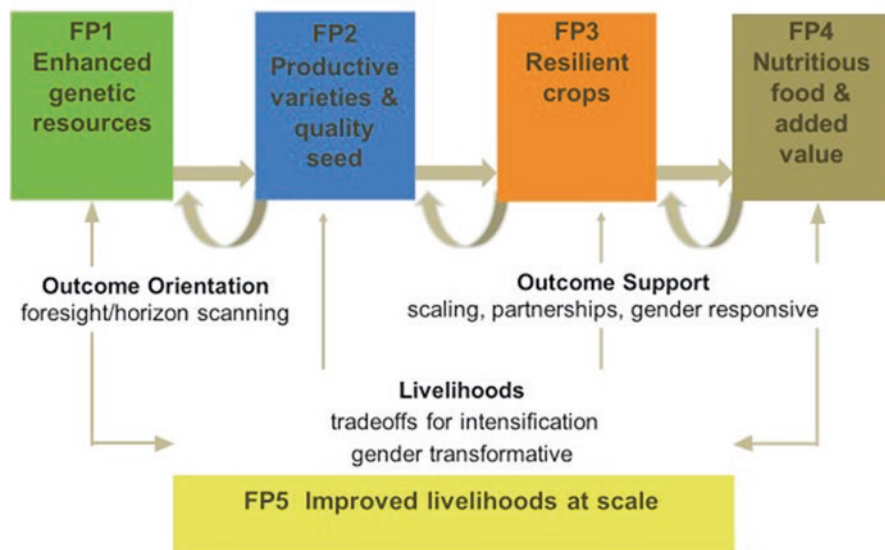 FP1
Enhanced
genetic
resources
FP2
Productive
varieties &
quality
seed
FP3
Resilient
crops
FP4
Nutritious
food &
added
value
Outcome Orientation
foresight/horizon scanning
Outcome Support
scaling, partnerships, gender responsive
Livelihoods
tradeoffs for intensification
gender transformative
FP5 Improved livelihoods at scale